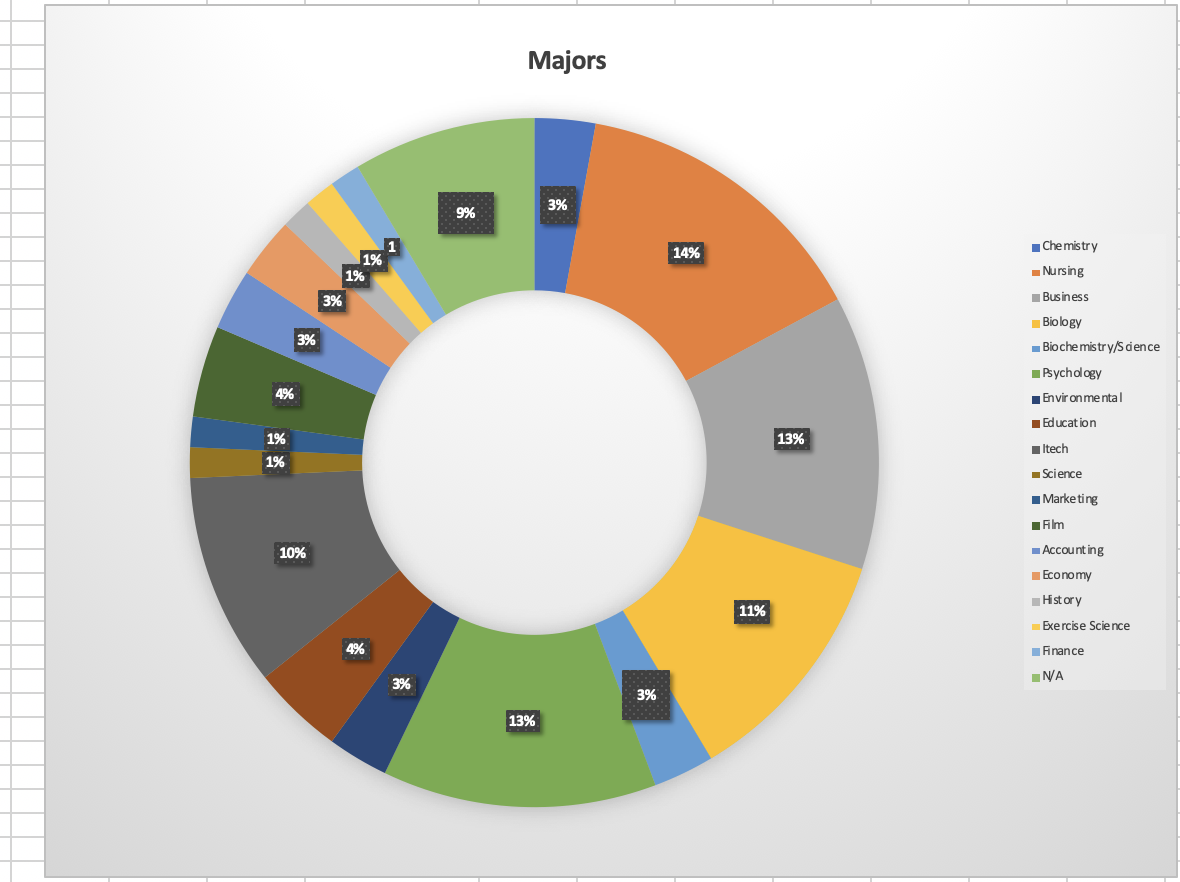 Majors
9%
3%
14%
1
1%
1%
3%
3%
4%
1%
1%
13%
10%
11%
4%
3%
3%
13%
Chemistry
Nursing
Business
Biology
Biochemistry/Science
Psychology
Environmental
Education
Itech
Science
Marketing
Film
Accounting
Economy
History
Exercise Science
Finance
N/A